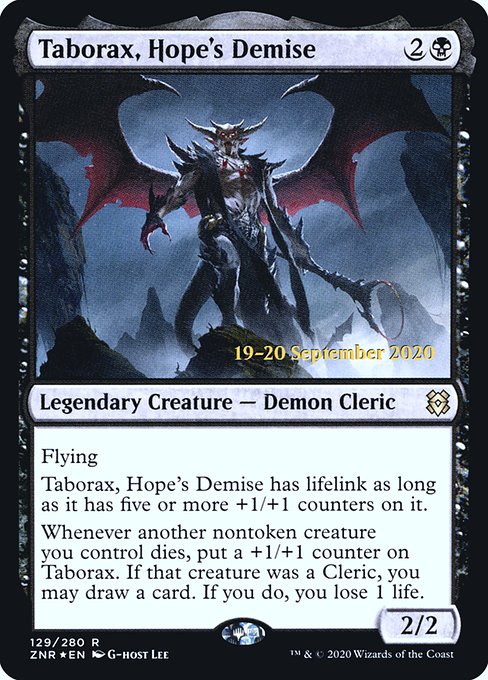 Taborax, Hope's Demise 2
19–20 September 2020
Legendary Creature — Demon Cleric
Flying
Taborax, Hope's Demise has lifelink as long
as it has five or more +1/+1 counters on it.
Whenever another nontoken creature
you control dies, put a +1/+1 counter on
Taborax. If that creature was a Cleric, you
may draw a card. If you do, you lose 1 life.
2/2
129/280 R
ZNR ★ EN G-host Lee
™ & © 2020 Wizards of the Coast